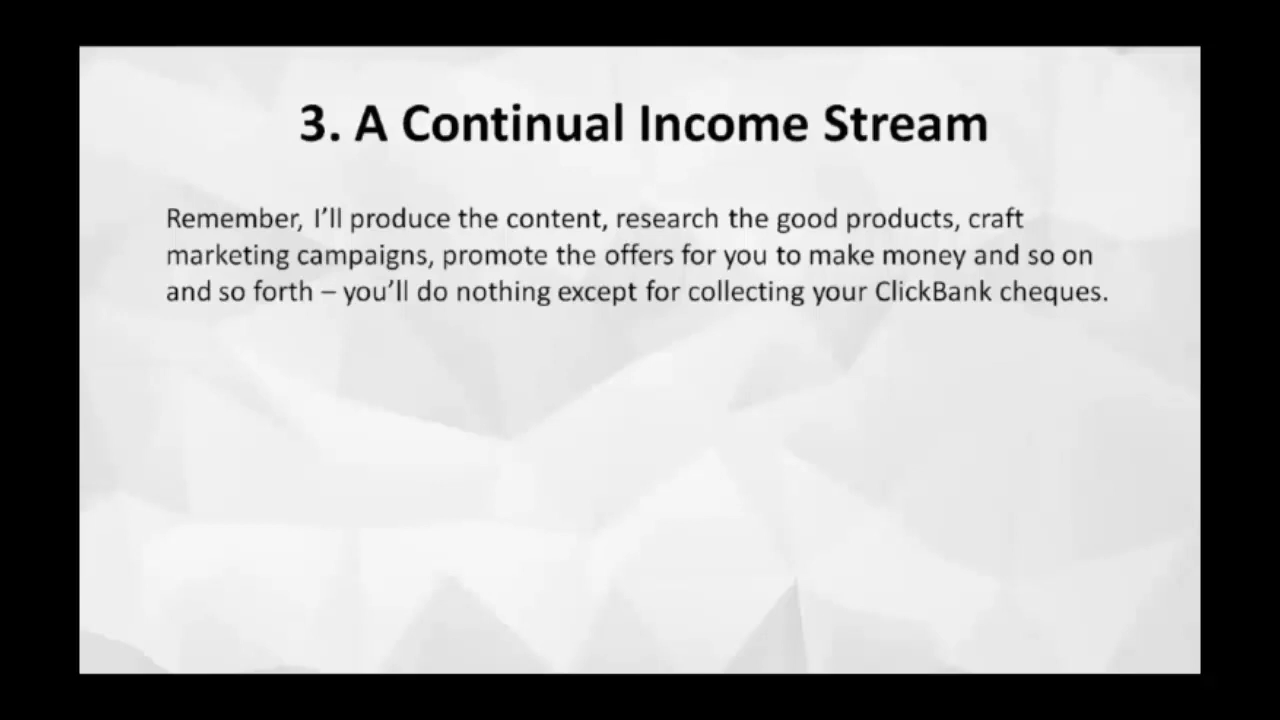 3. A Continual Income Stream
Remember, I’ll produce the content, research the good products, craft
marketing campaigns, promote the offers for you to make money and so on
and so forth – you’ll do nothing except for collecting your ClickBank cheques.